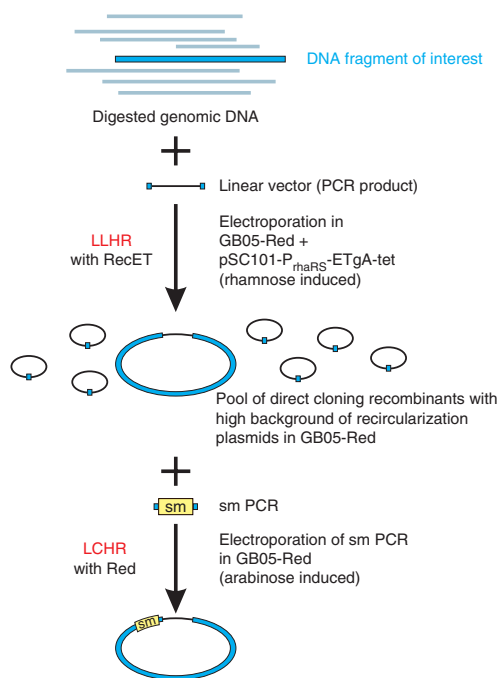 DNA fragment of interest
Digested genomic DNA
Linear vector (PCR product)
LLHR
with RecET
Electroporation in
GB05-Red +
pSC101-PrhaRS-ETgA-tet
(rhamnose induced)
Pool of direct cloning recombinants with
high background of recircularization
plasmids in GB05-Red
sm
sm PCR
LCHR
with Red
Electroporation of sm PCR
in GB05-Red
(arabinose induced)
sm